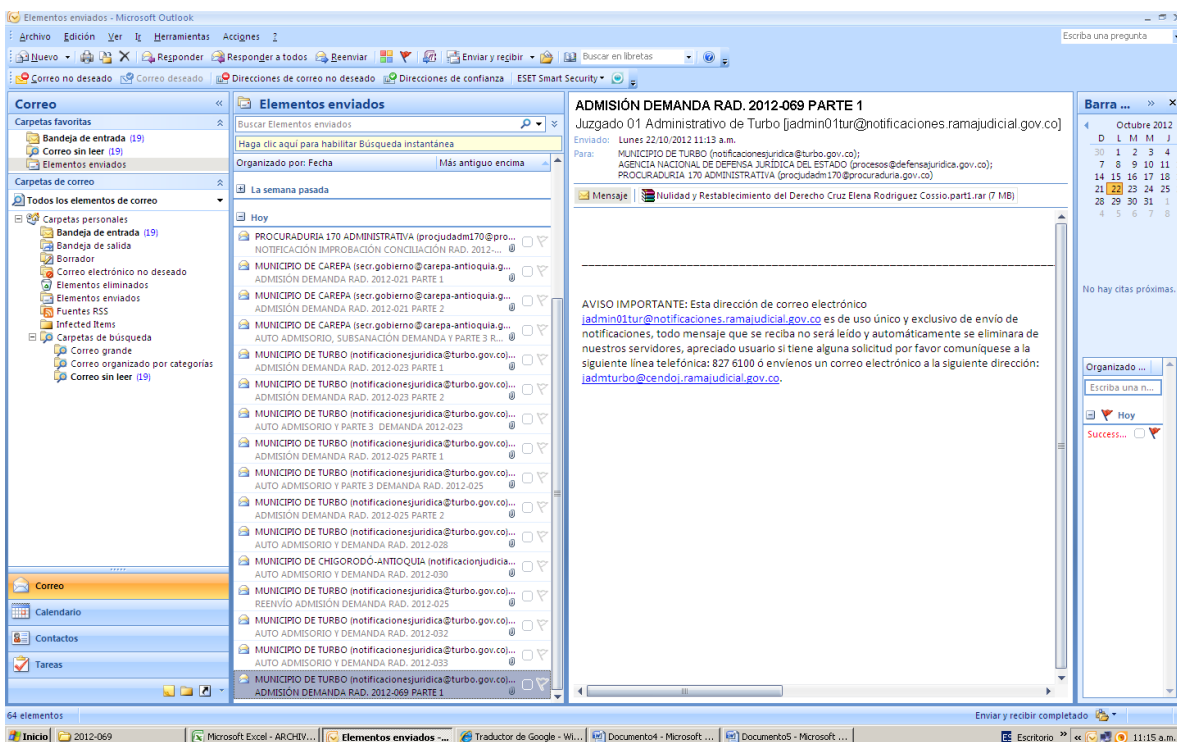 Elementos enviados - Microsoft Outlook
Archivo Edición Ver Ir Herramientas Acciones ?
Escriba una pregunta
Nuevo Responder Responder a todos Reenviar Enviar y recibir Buscar en libretas
Correo no deseado Correo deseado Direcciones de correo no deseado Direcciones de confianza ESET Smart Security
Correo «
Carpetas favoritas
Bandeja de entrada (19)
Correo sin leer (19)
Elementos enviados
Carpetas de correo
Todos los elementos de correo
Carpetas personales
Bandeja de entrada (19)
Bandeja de salida
Borrador
Correo electrónico no deseado
Elementos eliminados
Elementos enviados
Fuentes RSS
Infected Items
Carpetas de búsqueda
Correo grande
Correo organizado por categorías
Correo sin leer (19)
Correo
Calendario
Contactos
Tareas
Elementos enviados
Buscar Elementos enviados
Haga clic aquí para habilitar Búsqueda instantánea
Organizado por: Fecha Más antiguo encima
La semana pasada
Hoy
PROCURADURIA 170 ADMINISTRATIVA (procjudadm170@pro...
NOTIFICACIÓN IMPROBACIÓN CONCILIACIÓN RAD. 2012-...
MUNICIPIO DE CAREPA (secr.gobierno@carepa-antioquia.g...
ADMISIÓN DEMANDA RAD. 2012-021 PARTE 1
MUNICIPIO DE CAREPA (secr.gobierno@carepa-antioquia.g...
ADMISIÓN DEMANDA RAD. 2012-021 PARTE 2
MUNICIPIO DE CAREPA (secr.gobierno@carepa-antioquia.g...
AUTO ADMISORIO, SUBSANACIÓN DEMANDA Y PARTE 3 R...
MUNICIPIO DE TURBO (notificacionesjuridica@turbo.gov.co)...
ADMISIÓN DEMANDA RAD. 2012-023 PARTE 1
MUNICIPIO DE TURBO (notificacionesjuridica@turbo.gov.co)...
ADMISIÓN DEMANDA RAD. 2012-023 PARTE 2
MUNICIPIO DE TURBO (notificacionesjuridica@turbo.gov.co)...
AUTO ADMISORIO Y PARTE 3 DEMANDA 2012-023
MUNICIPIO DE TURBO (notificacionesjuridica@turbo.gov.co)...
ADMISIÓN DEMANDA RAD. 2012-025 PARTE 1
MUNICIPIO DE TURBO (notificacionesjuridica@turbo.gov.co)...
AUTO ADMISORIO Y PARTE 3 DEMANDA RAD. 2012-025
MUNICIPIO DE TURBO (notificacionesjuridica@turbo.gov.co)...
ADMISIÓN DEMANDA RAD. 2012-025 PARTE 2
MUNICIPIO DE TURBO (notificacionesjuridica@turbo.gov.co)...
AUTO ADMISORIO Y DEMANDA RAD. 2012-028
MUNICIPIO DE CHIGORODÓ-ANTIOQUIA (notificacionjudicia...
AUTO ADMISORIO Y DEMANDA RAD. 2012-030
MUNICIPIO DE TURBO (notificacionesjuridica@turbo.gov.co)...
REENVÍO ADMISIÓN DEMANDA RAD. 2012-025
MUNICIPIO DE TURBO (notificacionesjuridica@turbo.gov.co)...
AUTO ADMISORIO Y DEMANDA RAD. 2012-032
MUNICIPIO DE TURBO (notificacionesjuridica@turbo.gov.co)...
AUTO ADMISORIO Y DEMANDA RAD. 2012-033
MUNICIPIO DE TURBO (notificacionesjuridica@turbo.gov.co)...
ADMISIÓN DEMANDA RAD. 2012-069 PARTE 1
ADMISIÓN DEMANDA RAD. 2012-069 PARTE 1
Juzgado 01 Administrativo de Turbo [jadmin01tur@notificaciones.ramajudicial.gov.co]
Enviado: Lunes 22/10/2012 11:13 a.m.
Para: MUNICIPIO DE TURBO (notificacionesjuridica@turbo.gov.co);
AGENCIA NACIONAL DE DEFENSA JURÍDICA DEL ESTADO (procesos@defensajuridica.gov.co);
PROCURADURIA 170 ADMINISTRATIVA (procjudadm170@procuraduria.gov.co)
Mensaje Nulidad y Restablecimiento del Derecho Cruz Elena Rodriguez Cossio.part1.rar (7 MB)
AVISO IMPORTANTE: Esta dirección de correo electrónico
jadmin01tur@notificaciones.ramajudicial.gov.co es de uso único y exclusivo de envío de
notificaciones, todo mensaje que se reciba no será leído y automáticamente se eliminara de
nuestros servidores, apreciado usuario si tiene alguna solicitud por favor comuníquese a la
siguiente línea telefónica: 827 6100 ó envíenos un correo electrónico a la siguiente dirección:
jadmturbo@cendoj.ramajudicial.gov.co.
Barra ... »
Octubre 2012
D L M M J
30 1 2 3 4
7 8 9 10 11
14 15 16 17 18
21 22 23 24 25
28 29 30 31 1
4 5 6 7 8
No hay citas próximas.
Organizado ...
Escriba una n...
Hoy
Success...
64 elementos
Enviar y recibir completado
Inicio 2012-069 Microsoft Excel - ARCHIV... Elementos enviados -... Traductor de Google - Wi... Documento4 - Microsoft ... Documento5 - Microsoft ... ES Escritorio » « 11:15 a.m.